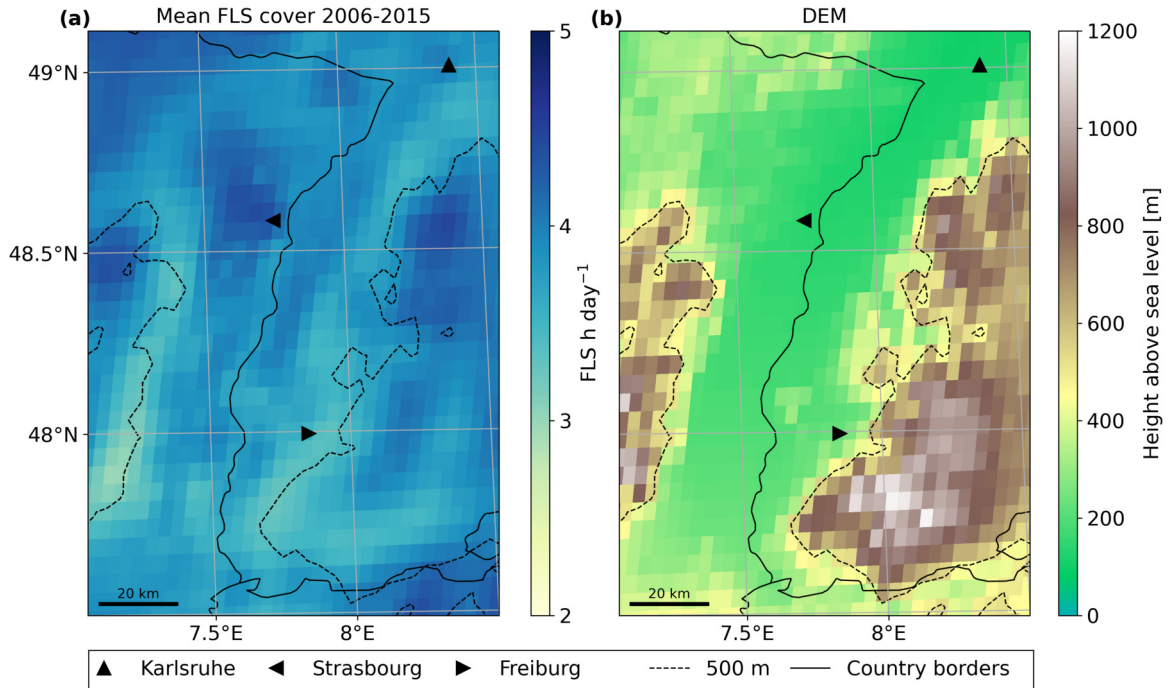 (a) Mean FLS cover 2006-2015
49°N
48.5°N
48°N
7.5°E
8°E
20 km
5
4
3
2
FLS h day⁻¹
(b) DEM
7.5°E
8°E
20 km
1200
1000
800
600
400
200
0
Height above sea level [m]
Karlsruhe Strasbourg Freiburg 500 m Country borders